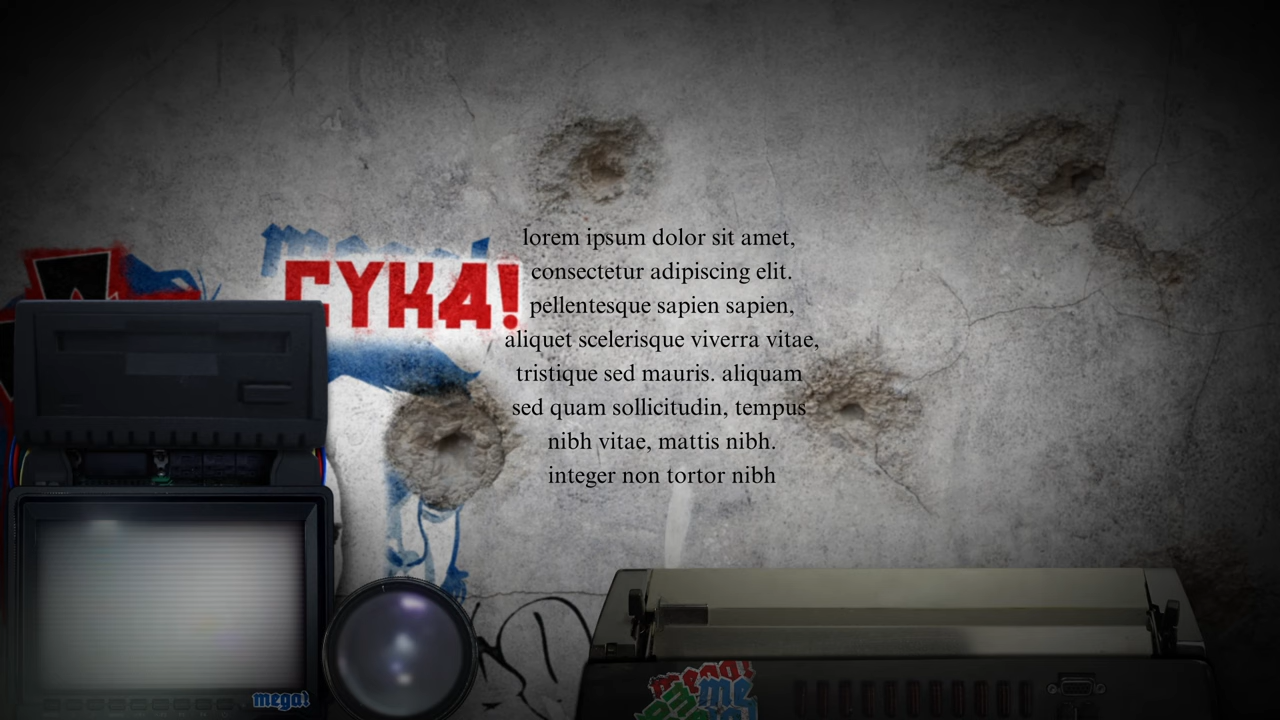 СУКА!
lorem ipsum dolor sit amet,
consectetur adipiscing elit.
pellentesque sapien sapien,
aliquet scelerisque viverra vitae,
tristique sed mauris. aliquam
sed quam sollicitudin, tempus
nibh vitae, mattis nibh.
integer non tortor nibh
mega!